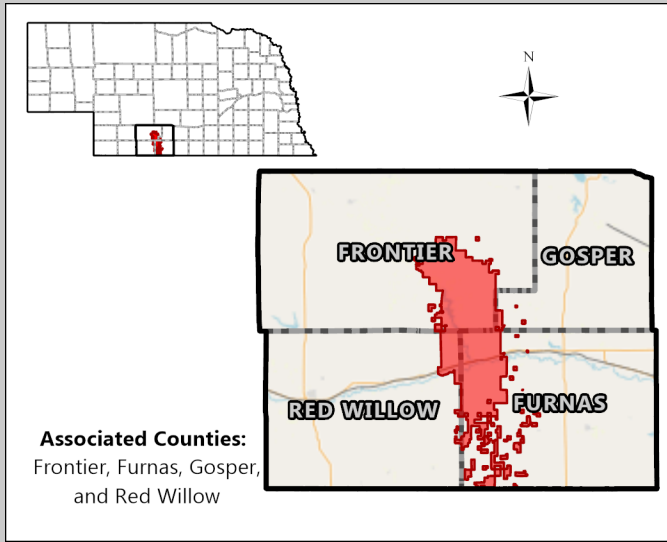 N
FRONTIER
GOSPER
RED WILLOW
FURNAS
Associated Counties:
Frontier, Furnas, Gosper,
and Red Willow